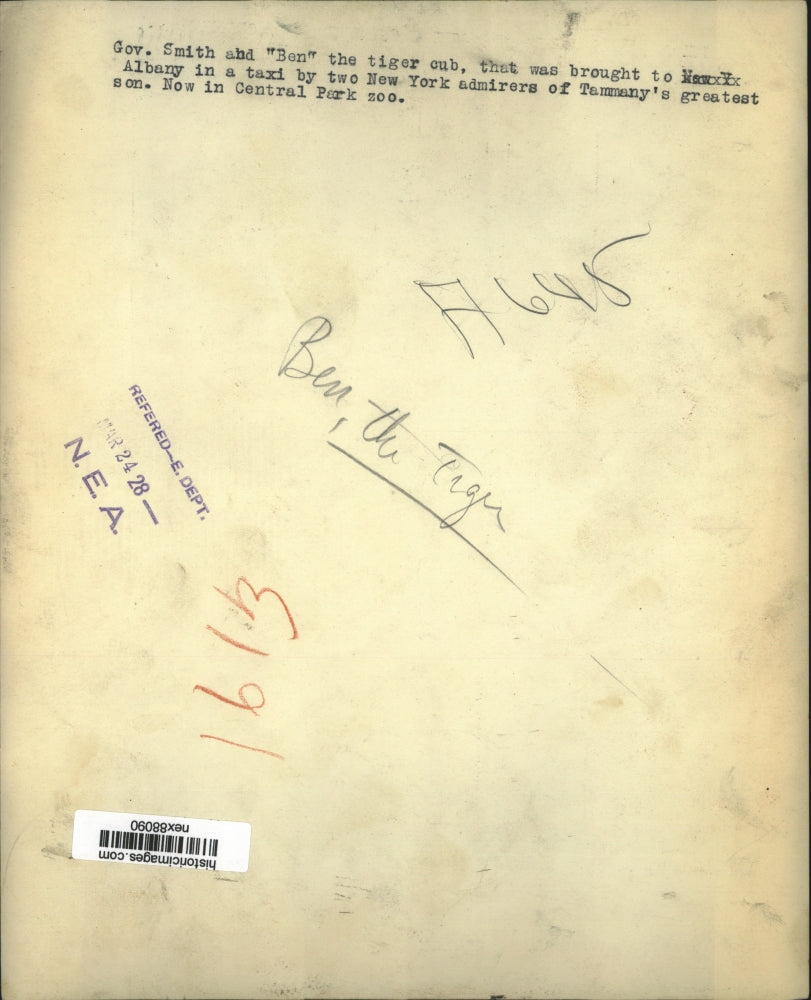 Gov. Smith ahd "Ben" the tiger cub, that was brought to
Albany in a taxi by two New York admirers of Tammany's greatest
son. Now in Central Park zoo.
Ben, the Tiger
REFERED—E. DEPT.
MAR 24 28—
N. E. A.
1613
historicimages.com
nex88090